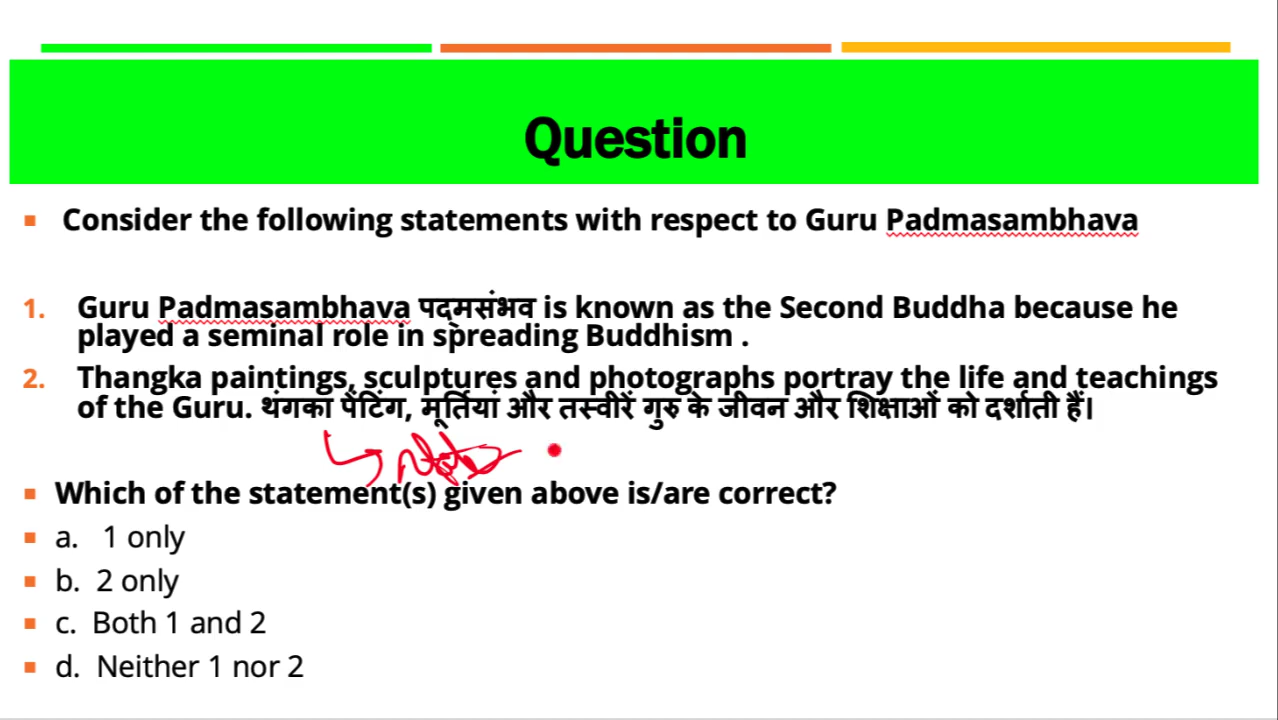 Question
Consider the following statements with respect to Guru Padmasambhava
1. Guru Padmasambhava पद्मसंभव is known as the Second Buddha because he
played a seminal role in spreading Buddhism .
2. Thangka paintings, sculptures and photographs portray the life and teachings
of the Guru. थंगका पेंटिंग, मूर्तियां और तस्वीरें गुरु के जीवन और शिक्षाओं को दर्शाती हैं।
Which of the statement(s) given above is/are correct?
a. 1 only
b. 2 only
c. Both 1 and 2
d. Neither 1 nor 2